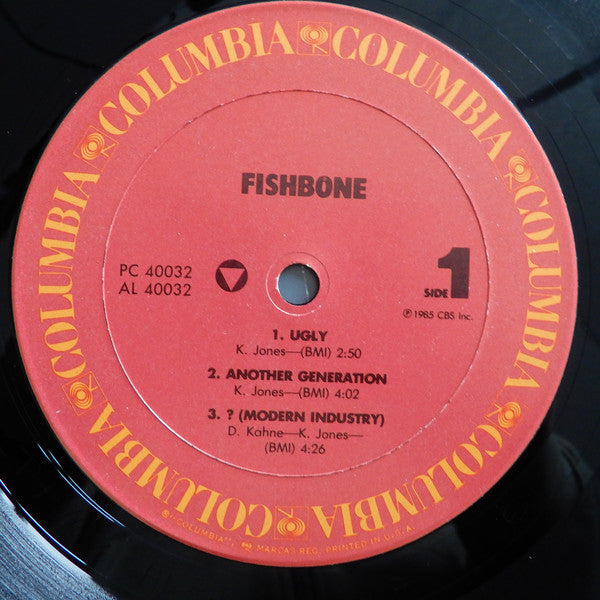 COLUMBIA COLUMBIA COLUMBIA COLUMBIA COLUMBIA COLUMBIA
FISHBONE
PC 40032
AL 40032
SIDE 1
℗ 1985 CBS Inc.
1. UGLY
K. Jones—(BMI) 2:50
2. ANOTHER GENERATION
K. Jones—(BMI) 4:02
3. ? (MODERN INDUSTRY)
D. Kahne—K. Jones—
(BMI) 4:26
"COLUMBIA", MARCAS REG. PRINTED IN U.S.A.